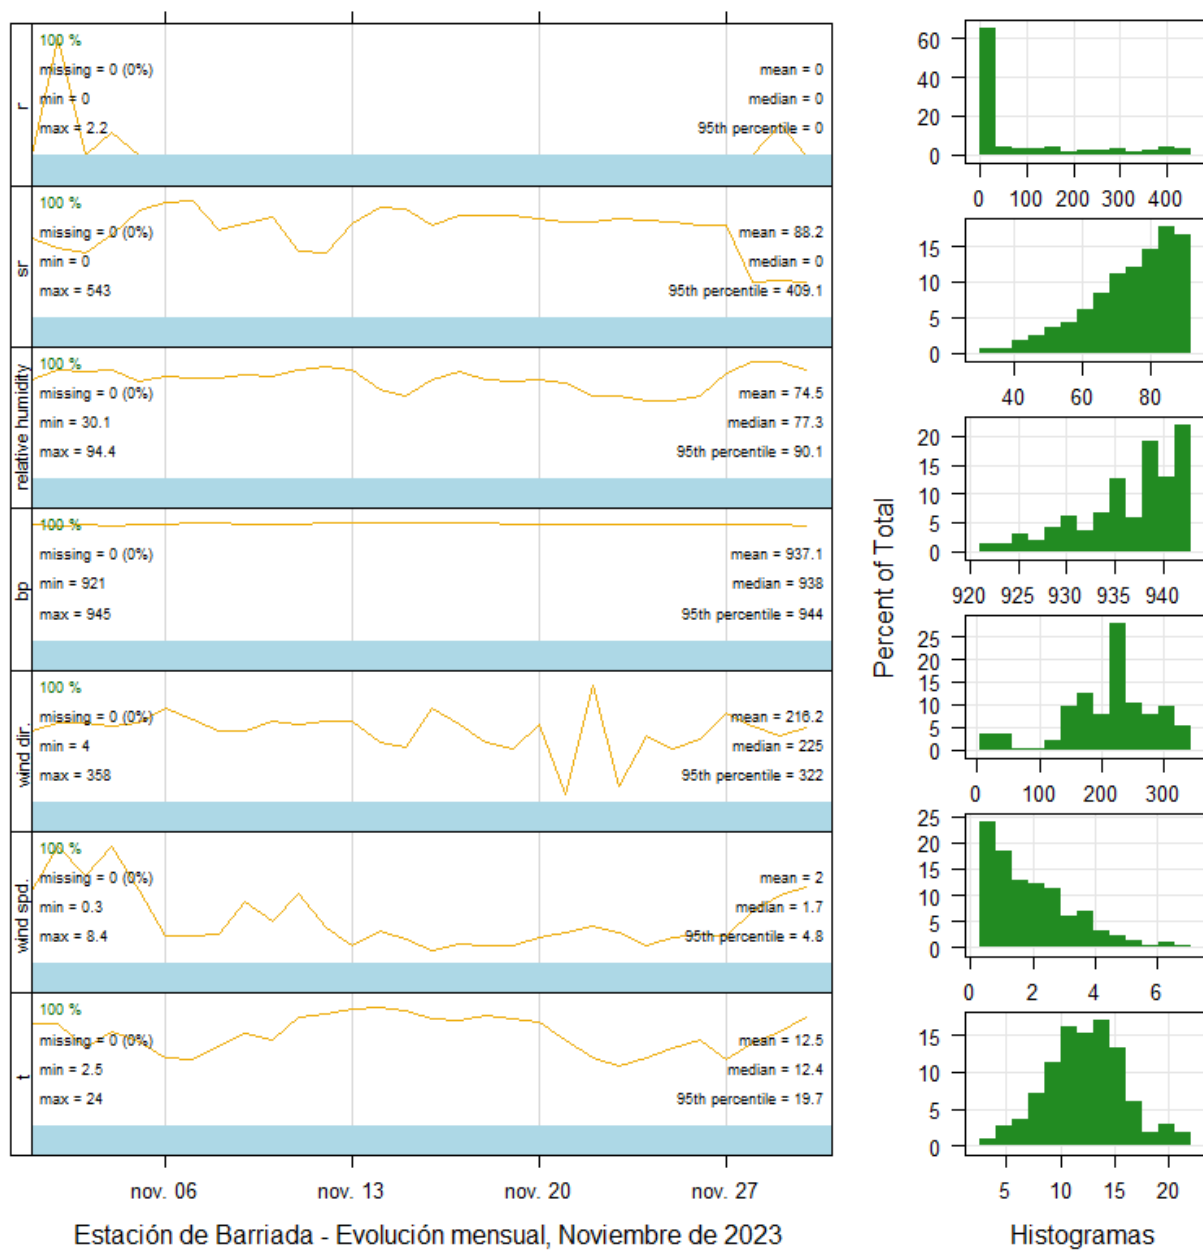 r
100 %
missing = 0 (0%)
min = 0
max = 2.2
mean = 0
median = 0
95th percentile = 0
sr
100 %
missing = 0 (0%)
min = 0
max = 543
mean = 88.2
median = 0
95th percentile = 409.1
relative humidity
100 %
missing = 0 (0%)
min = 30.1
max = 94.4
mean = 74.5
median = 77.3
95th percentile = 90.1
bp
100 %
missing = 0 (0%)
min = 921
max = 945
mean = 937.1
median = 938
95th percentile = 944
wind dir.
100 %
missing = 0 (0%)
min = 4
max = 358
mean = 216.2
median = 225
95th percentile = 322
wind spd.
100 %
missing = 0 (0%)
min = 0.3
max = 8.4
mean = 2
median = 1.7
95th percentile = 4.8
t
100 %
missing = 0 (0%)
min = 2.5
max = 24
mean = 12.5
median = 12.4
95th percentile = 19.7
nov. 06 nov. 13 nov. 20 nov. 27
Estación de Barriada - Evolución mensual, Noviembre de 2023
Percent of Total
60
40
20
0
0 100 200 300 400
15
10
5
0
40 60 80
20
15
10
5
0
920 925 930 935 940
25
20
15
10
5
0
0 100 200 300
25
20
15
10
5
0
0 2 4 6
15
10
5
0
5 10 15 20
Histogramas